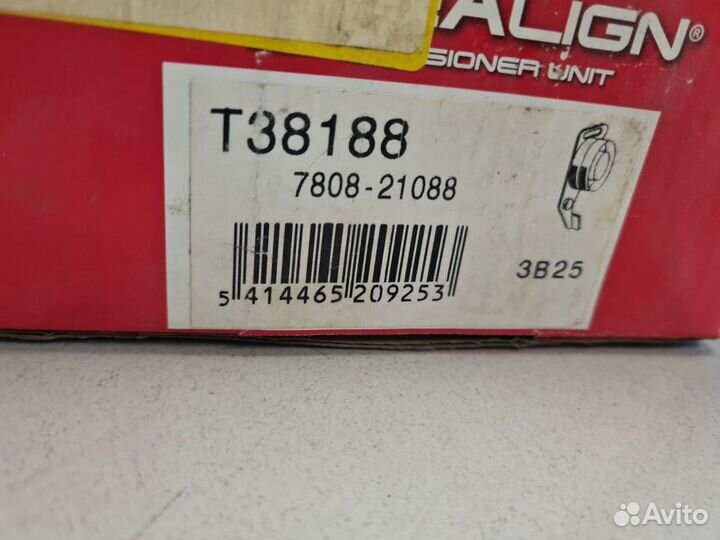 ALIGN®
SIONER UNIT
T38188
7808-21088
3B25
5 414465 209253
Avito